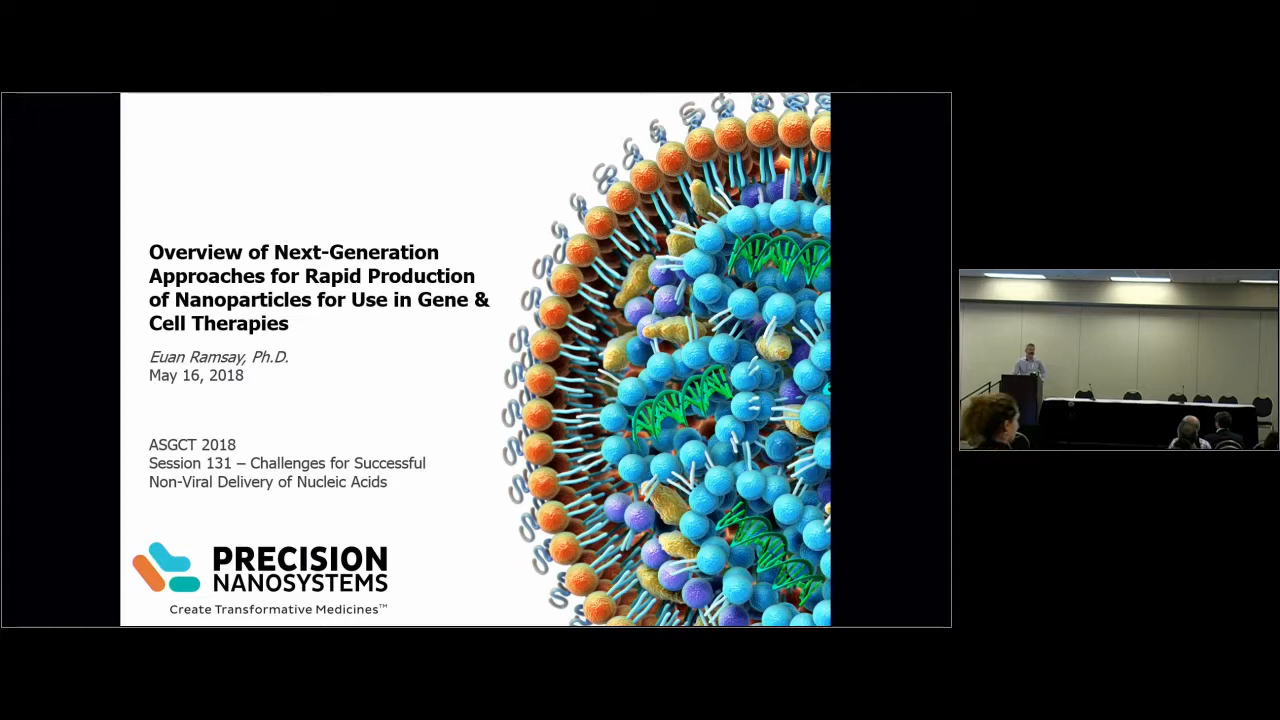 Overview of Next-Generation
Approaches for Rapid Production
of Nanoparticles for Use in Gene &
Cell Therapies
Euan Ramsay, Ph.D.
May 16, 2018
ASGCT 2018
Session 131 – Challenges for Successful
Non-Viral Delivery of Nucleic Acids
PRECISION
NANOSYSTEMS
Create Transformative Medicines™